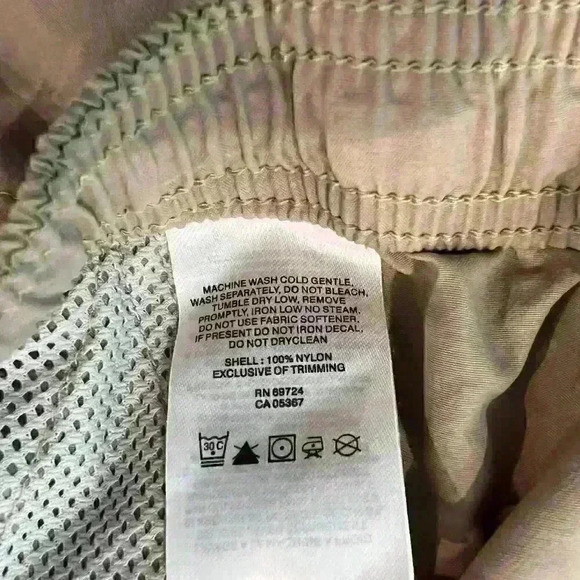 MACHINE WASH COLD GENTLE,
WASH SEPARATELY, DO NOT BLEACH,
TUMBLE DRY LOW, REMOVE
PROMPTLY, IRON LOW NO STEAM.
DO NOT USE FABRIC SOFTENER.
IF PRESENT DO NOT IRON DECAL,
DO NOT DRYCLEAN
SHELL : 100% NYLON
EXCLUSIVE OF TRIMMING
RN 69724
CA 05367
30 C